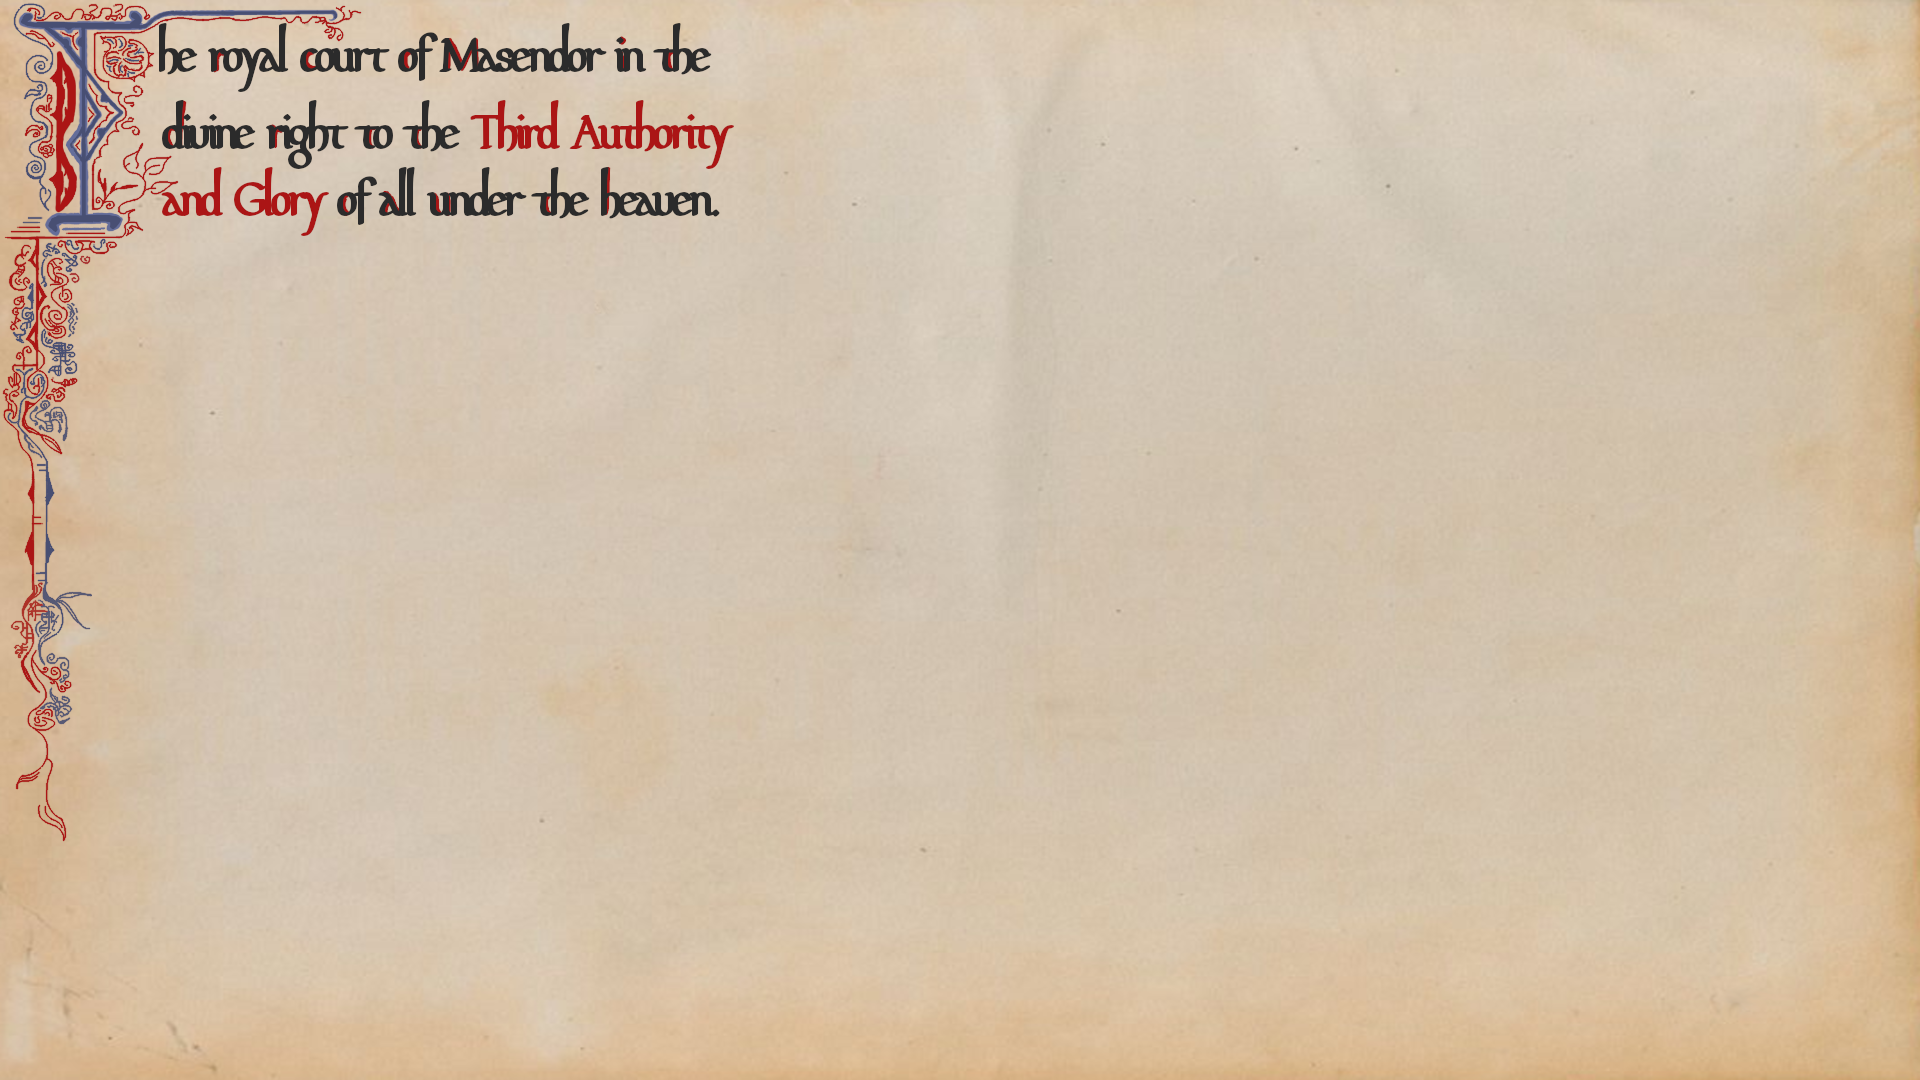 The royal court of Masendor in the
divine right to the Third Authority
and Glory of all under the heaven.